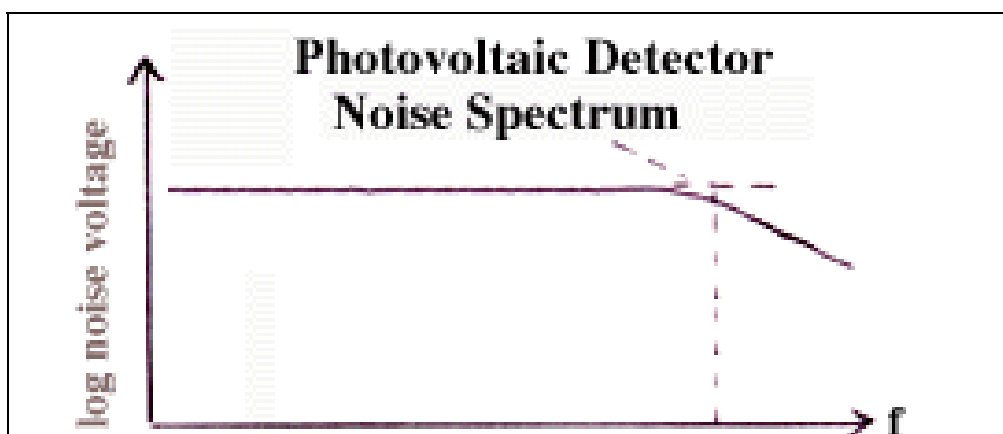 Photovoltaic Detector
Noise Spectrum
log noise voltage
f